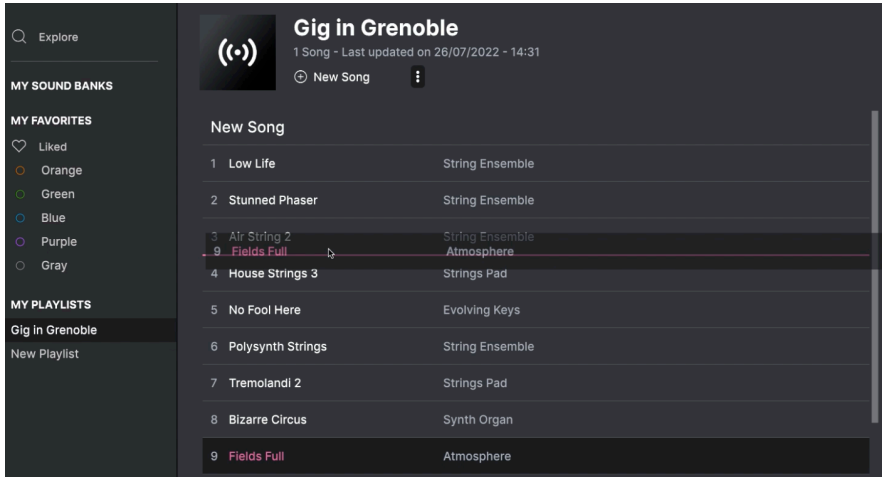 Explore
MY SOUND BANKS
MY FAVORITES
Liked
Orange
Green
Blue
Purple
Gray
MY PLAYLISTS
Gig in Grenoble
New Playlist
Gig in Grenoble
1 Song - Last updated on 26/07/2022 - 14:31
New Song
New Song
1 Low Life String Ensemble
2 Stunned Phaser String Ensemble
3 Air String 2 String Ensemble
9 Fields Full Atmosphere
4 House Strings 3 Strings Pad
5 No Fool Here Evolving Keys
6 Polysynth Strings String Ensemble
7 Tremolandi 2 Strings Pad
8 Bizarre Circus Synth Organ
9 Fields Full Atmosphere